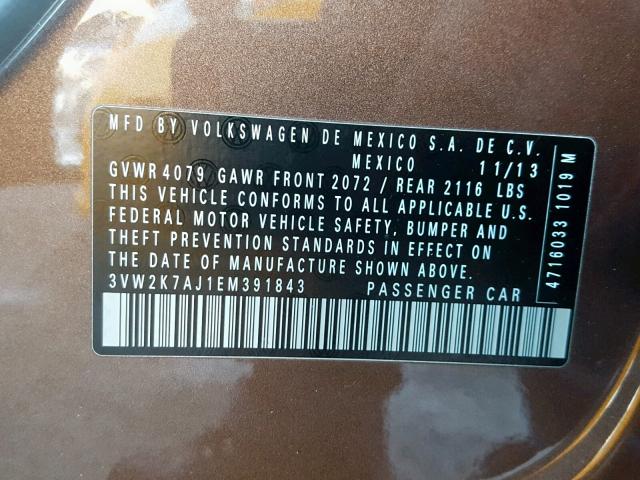 MFD BY VOLKSWAGEN DE MEXICO S.A. DE C.V.
MEXICO 11/13
GVWR 4079 GAWR FRONT 2072 / REAR 2116 LBS
THIS VEHICLE CONFORMS TO ALL APPLICABLE U.S.
FEDERAL MOTOR VEHICLE SAFETY, BUMPER AND
THEFT PREVENTION STANDARDS IN EFFECT ON
THE DATE OF MANUFACTURE SHOWN ABOVE.
3VW2K7AJ1EM391843 PASSENGER CAR
4716033 1019 M